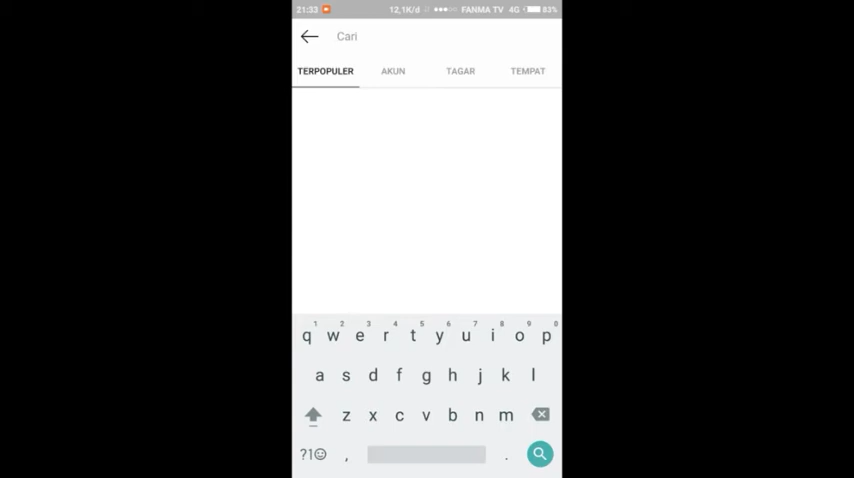 21:33 12,1K/d FANMA TV 4G 83%
Cari
TERPOPULER AKUN TAGAR TEMPAT
1 2 3 4 5 6 7 8 9 0
q w e r t y u i o p
a s d f g h j k l
z x c v b n m
?1☺ , .